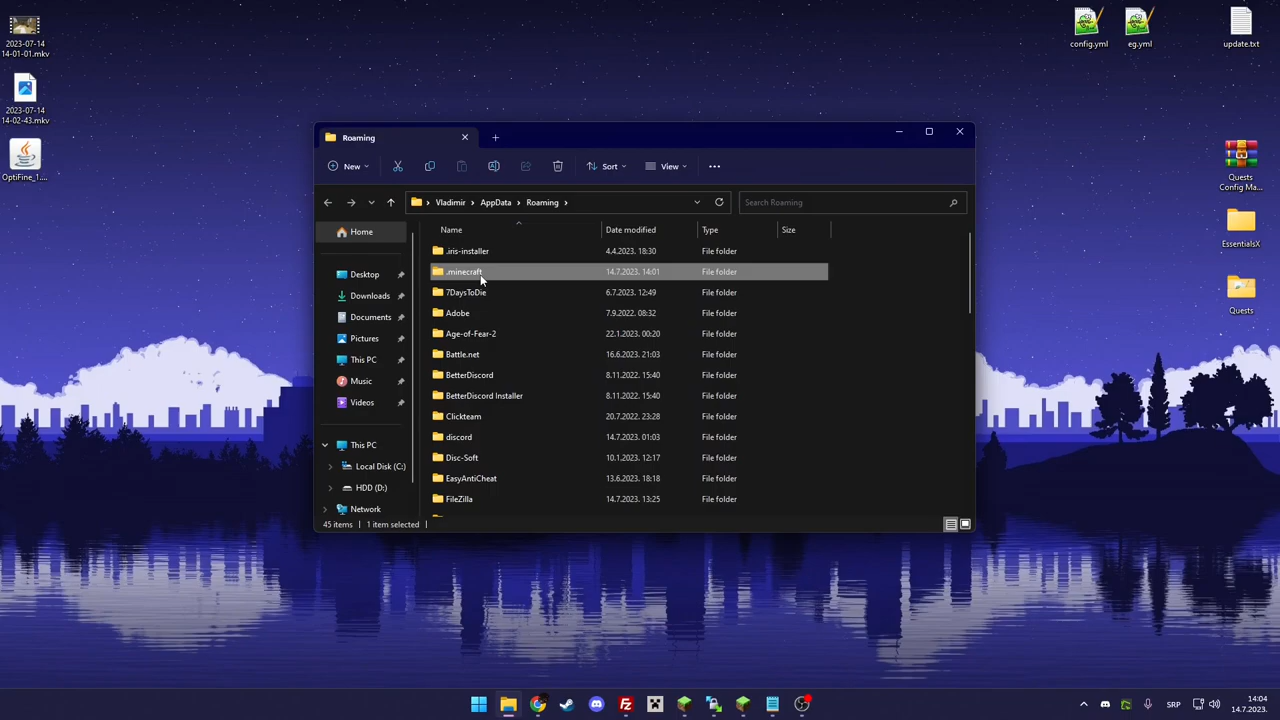 2023-07-14
14-01-01.mkv
2023-07-14
14-02-43.mkv
OptiFine_1....
config.yml
eg.yml
update.txt
Quests
Config Ma...
EssentialsX
Quests
Roaming
New
Sort
View
Vladimir
AppData
Roaming
Search Roaming
Name
Date modified
Type
Size
Home
Desktop
Downloads
Documents
Pictures
This PC
Music
Videos
This PC
Local Disk (C:)
HDD (D:)
Network
.iris-installer 4.4.2023. 18:30 File folder
.minecraft 14.7.2023. 14:01 File folder
7DaysToDie 6.7.2023. 12:49 File folder
Adobe 7.9.2022. 08:32 File folder
Age-of-Fear-2 22.1.2023. 00:20 File folder
Battle.net 16.6.2023. 21:03 File folder
BetterDiscord 8.11.2022. 15:40 File folder
BetterDiscord Installer 8.11.2022. 15:40 File folder
Clickteam 20.7.2022. 23:28 File folder
discord 14.7.2023. 01:03 File folder
Disc-Soft 10.1.2023. 12:17 File folder
EasyAntiCheat 13.6.2023. 18:18 File folder
FileZilla 14.7.2023. 13:25 File folder
45 items
1 item selected
SRP
14:04
14.7.2023.